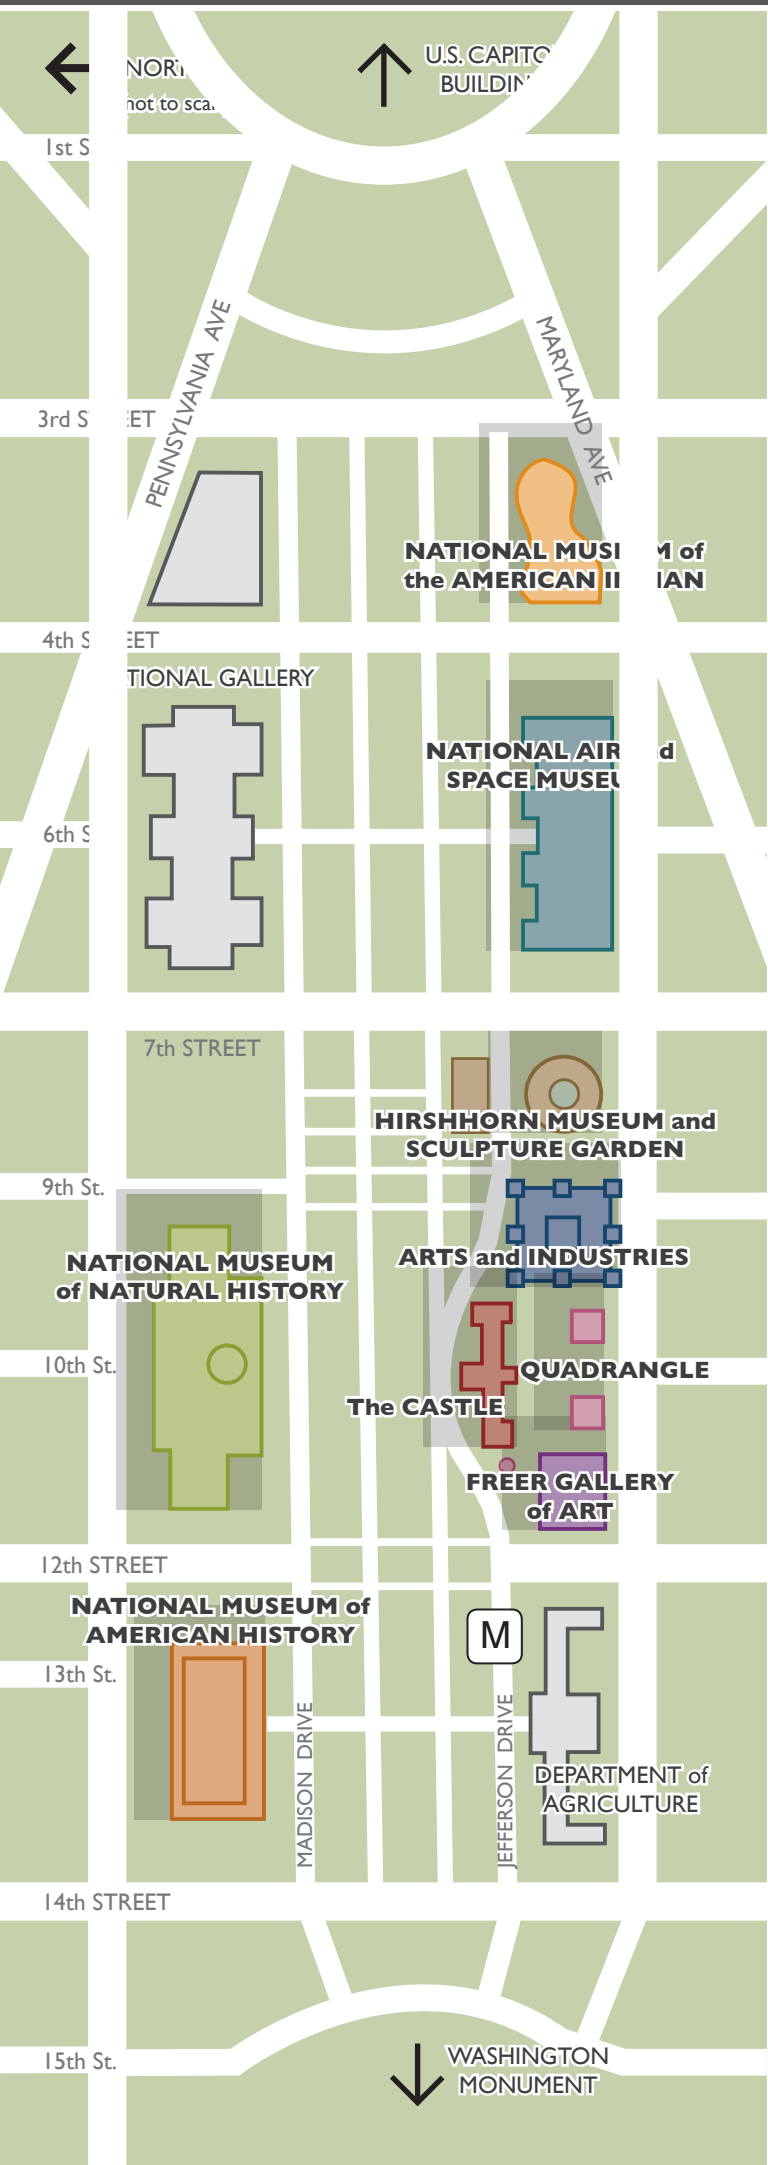 NORT
not to sca
U.S. CAPITO
BUILDIN
1st S
PENNSYLVANIA AVE
MARYLAND AVE
3rd S EET
NATIONAL MUSE M of
the AMERICAN IN IAN
4th S EET
TIONAL GALLERY
NATIONAL AIR d
SPACE MUSEU
6th S
7th STREET
HIRSHHORN MUSEUM and
SCULPTURE GARDEN
9th St.
NATIONAL MUSEUM
of NATURAL HISTORY
ARTS and INDUSTRIES
10th St.
QUADRANGLE
The CASTLE
FREER GALLERY
of ART
12th STREET
NATIONAL MUSEUM of
AMERICAN HISTORY
M
13th St.
MADISON DRIVE
JEFFERSON DRIVE
DEPARTMENT of
AGRICULTURE
14th STREET
15th St.
WASHINGTON
MONUMENT